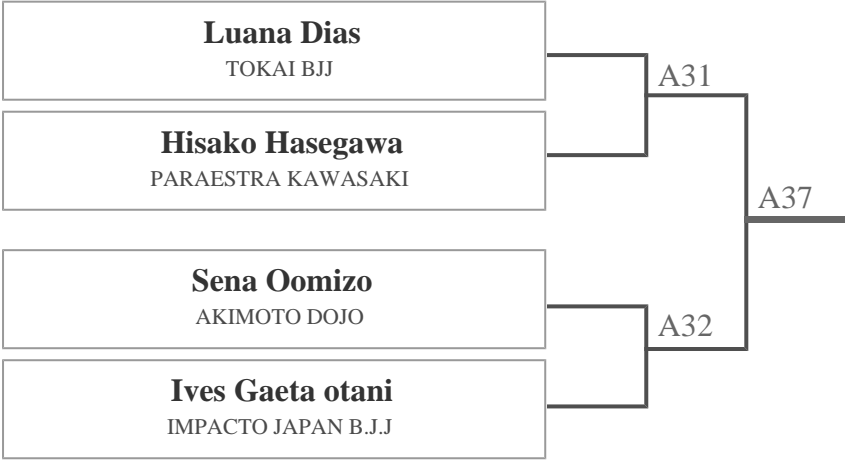 Luana Dias
TOKAI BJJ
A31
Hisako Hasegawa
PARAESTRA KAWASAKI
A37
Sena Oomizo
AKIMOTO DOJO
A32
Ives Gaeta otani
IMPACTO JAPAN B.J.J